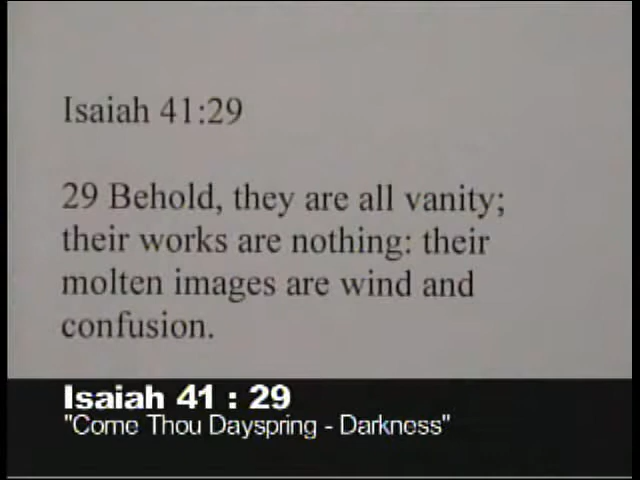 Isaiah 41:29
29 Behold, they are all vanity;
their works are nothing: their
molten images are wind and
confusion.
Isaiah 41 : 29
"Come Thou Dayspring - Darkness"